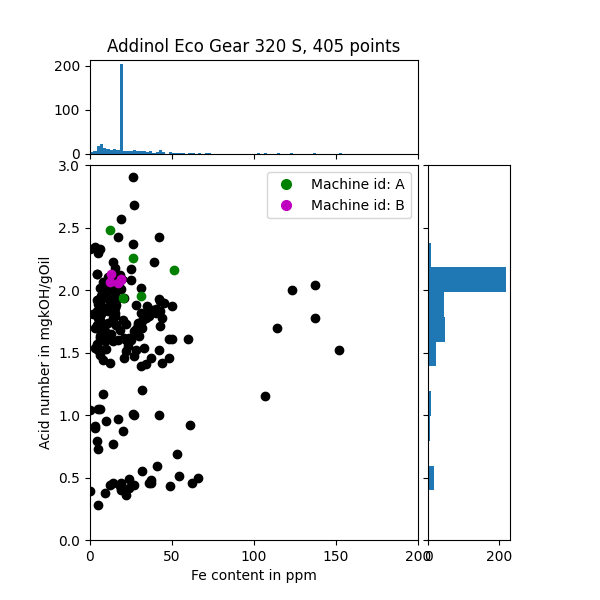 Addinol Eco Gear 320 S, 405 points
200
100
0
3.0
2.5
2.0
1.5
1.0
0.5
0.0
Acid number in mgkOH/gOil
Machine id: A
Machine id: B
0 50 100 150 200
0 200
Fe content in ppm